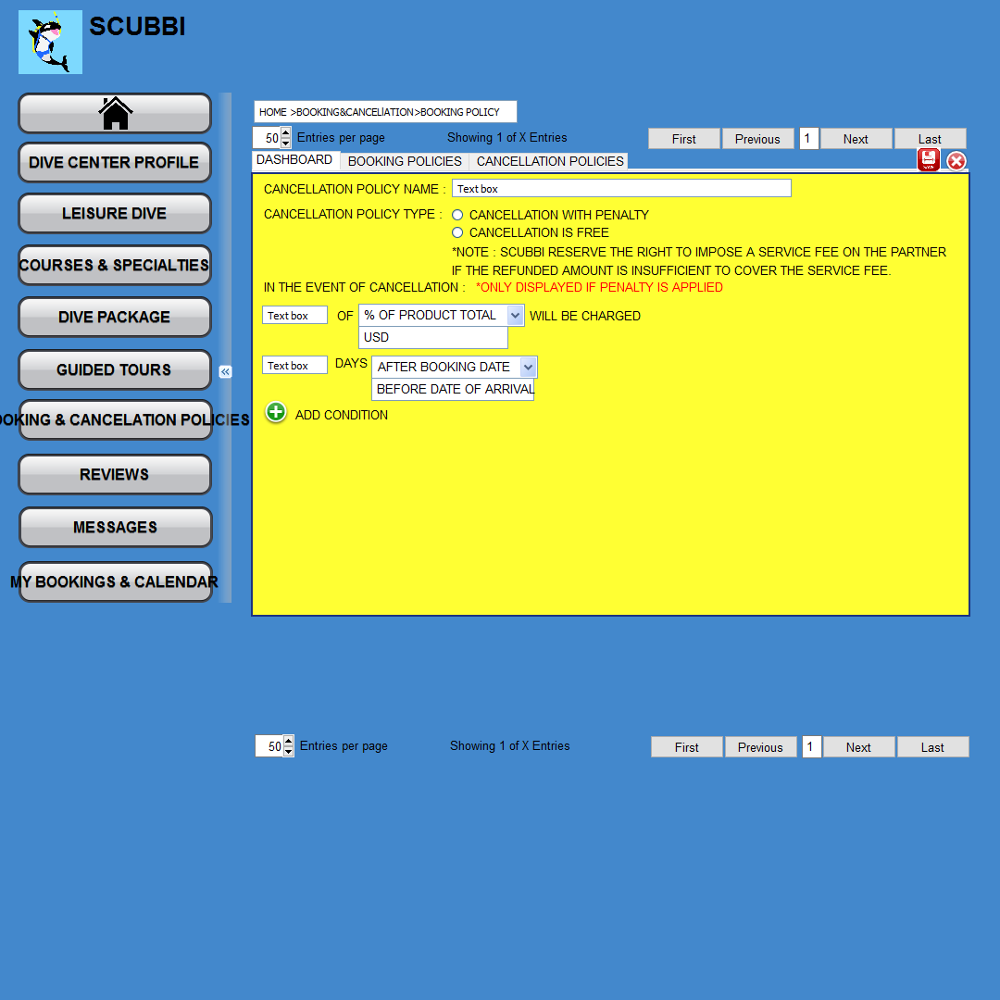 SCUBBI
DIVE CENTER PROFILE
LEISURE DIVE
COURSES & SPECIALTIES
DIVE PACKAGE
GUIDED TOURS
OOKING & CANCELATION POLICIES
REVIEWS
MESSAGES
MY BOOKINGS & CALENDAR
HOME >BOOKING&CANCELlATION>BOOKING POLICY
50 Entries per page Showing 1 of X Entries First Previous 1 Next Last
DASHBOARD BOOKING POLICIES CANCELLATION POLICIES SAVE
CANCELLATION POLICY NAME : Text box
CANCELLATION POLICY TYPE : CANCELLATION WITH PENALTY
CANCELLATION IS FREE
*NOTE : SCUBBI RESERVE THE RIGHT TO IMPOSE A SERVICE FEE ON THE PARTNER
IF THE REFUNDED AMOUNT IS INSUFFICIENT TO COVER THE SERVICE FEE.
IN THE EVENT OF CANCELLATION : *ONLY DISPLAYED IF PENALTY IS APPLIED
Text box OF % OF PRODUCT TOTAL WILL BE CHARGED
USD
Text box DAYS AFTER BOOKING DATE
BEFORE DATE OF ARRIVAL
ADD CONDITION
50 Entries per page Showing 1 of X Entries First Previous 1 Next Last